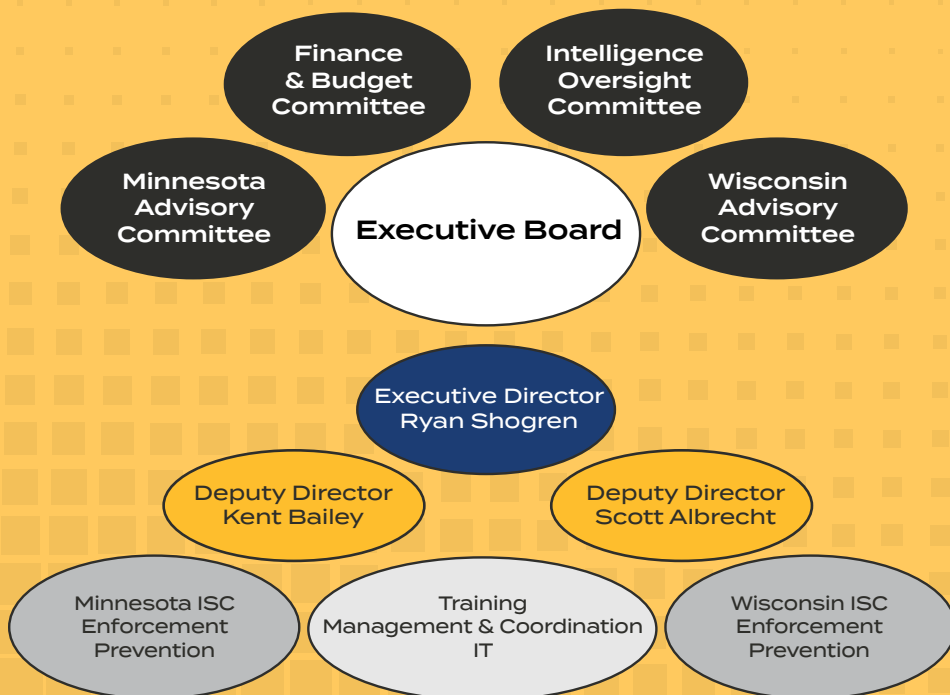 Finance
& Budget
Committee
Intelligence
Oversight
Committee
Minnesota
Advisory
Committee
Executive Board
Wisconsin
Advisory
Committee
Executive Director
Ryan Shogren
Deputy Director
Kent Bailey
Deputy Director
Scott Albrecht
Minnesota ISC
Enforcement
Prevention
Training
Management & Coordination
IT
Wisconsin ISC
Enforcement
Prevention